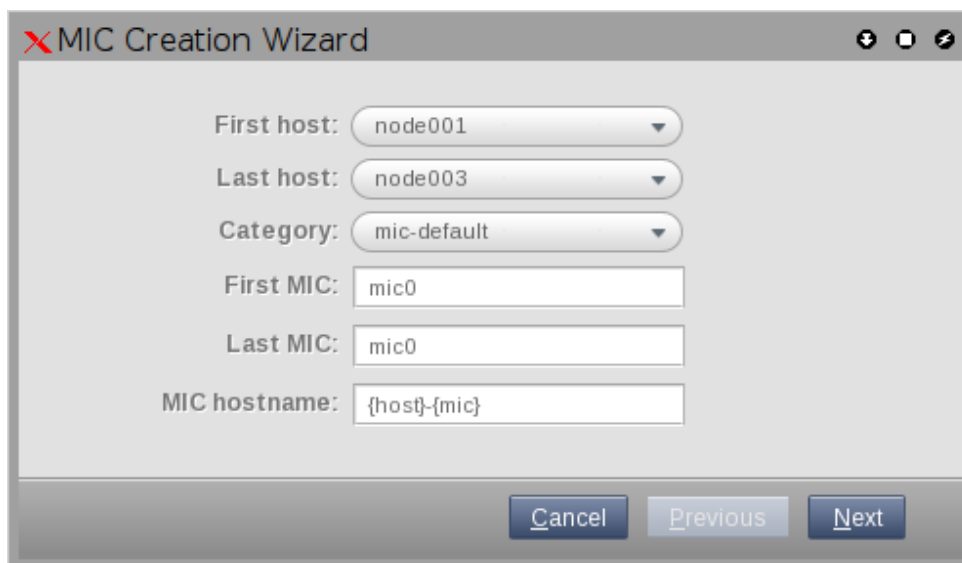 MIC Creation Wizard
First host: node001
Last host: node003
Category: mic-default
First MIC: mic0
Last MIC: mic0
MIC hostname: {host}-{mic}
Cancel Previous Next